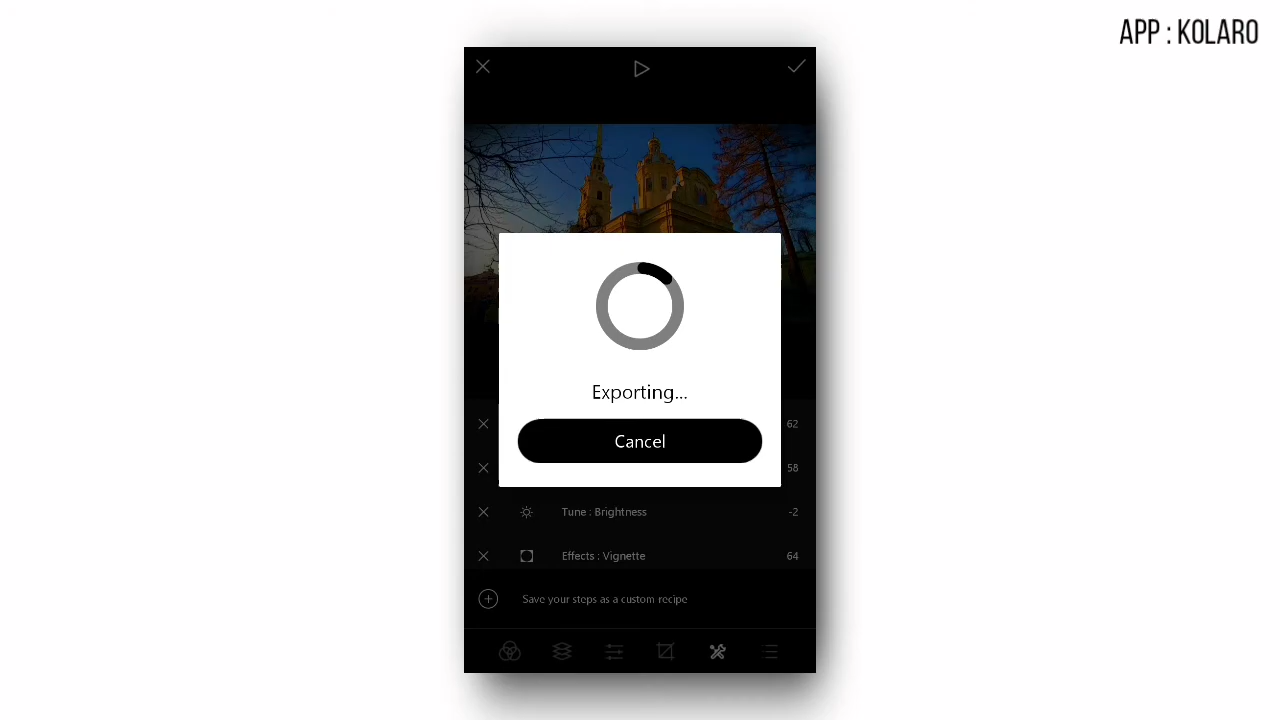 APP : KOLARO
Exporting...
Cancel
62
58
Tune : Brightness -2
Effects : Vignette 64
Save your steps as a custom recipe